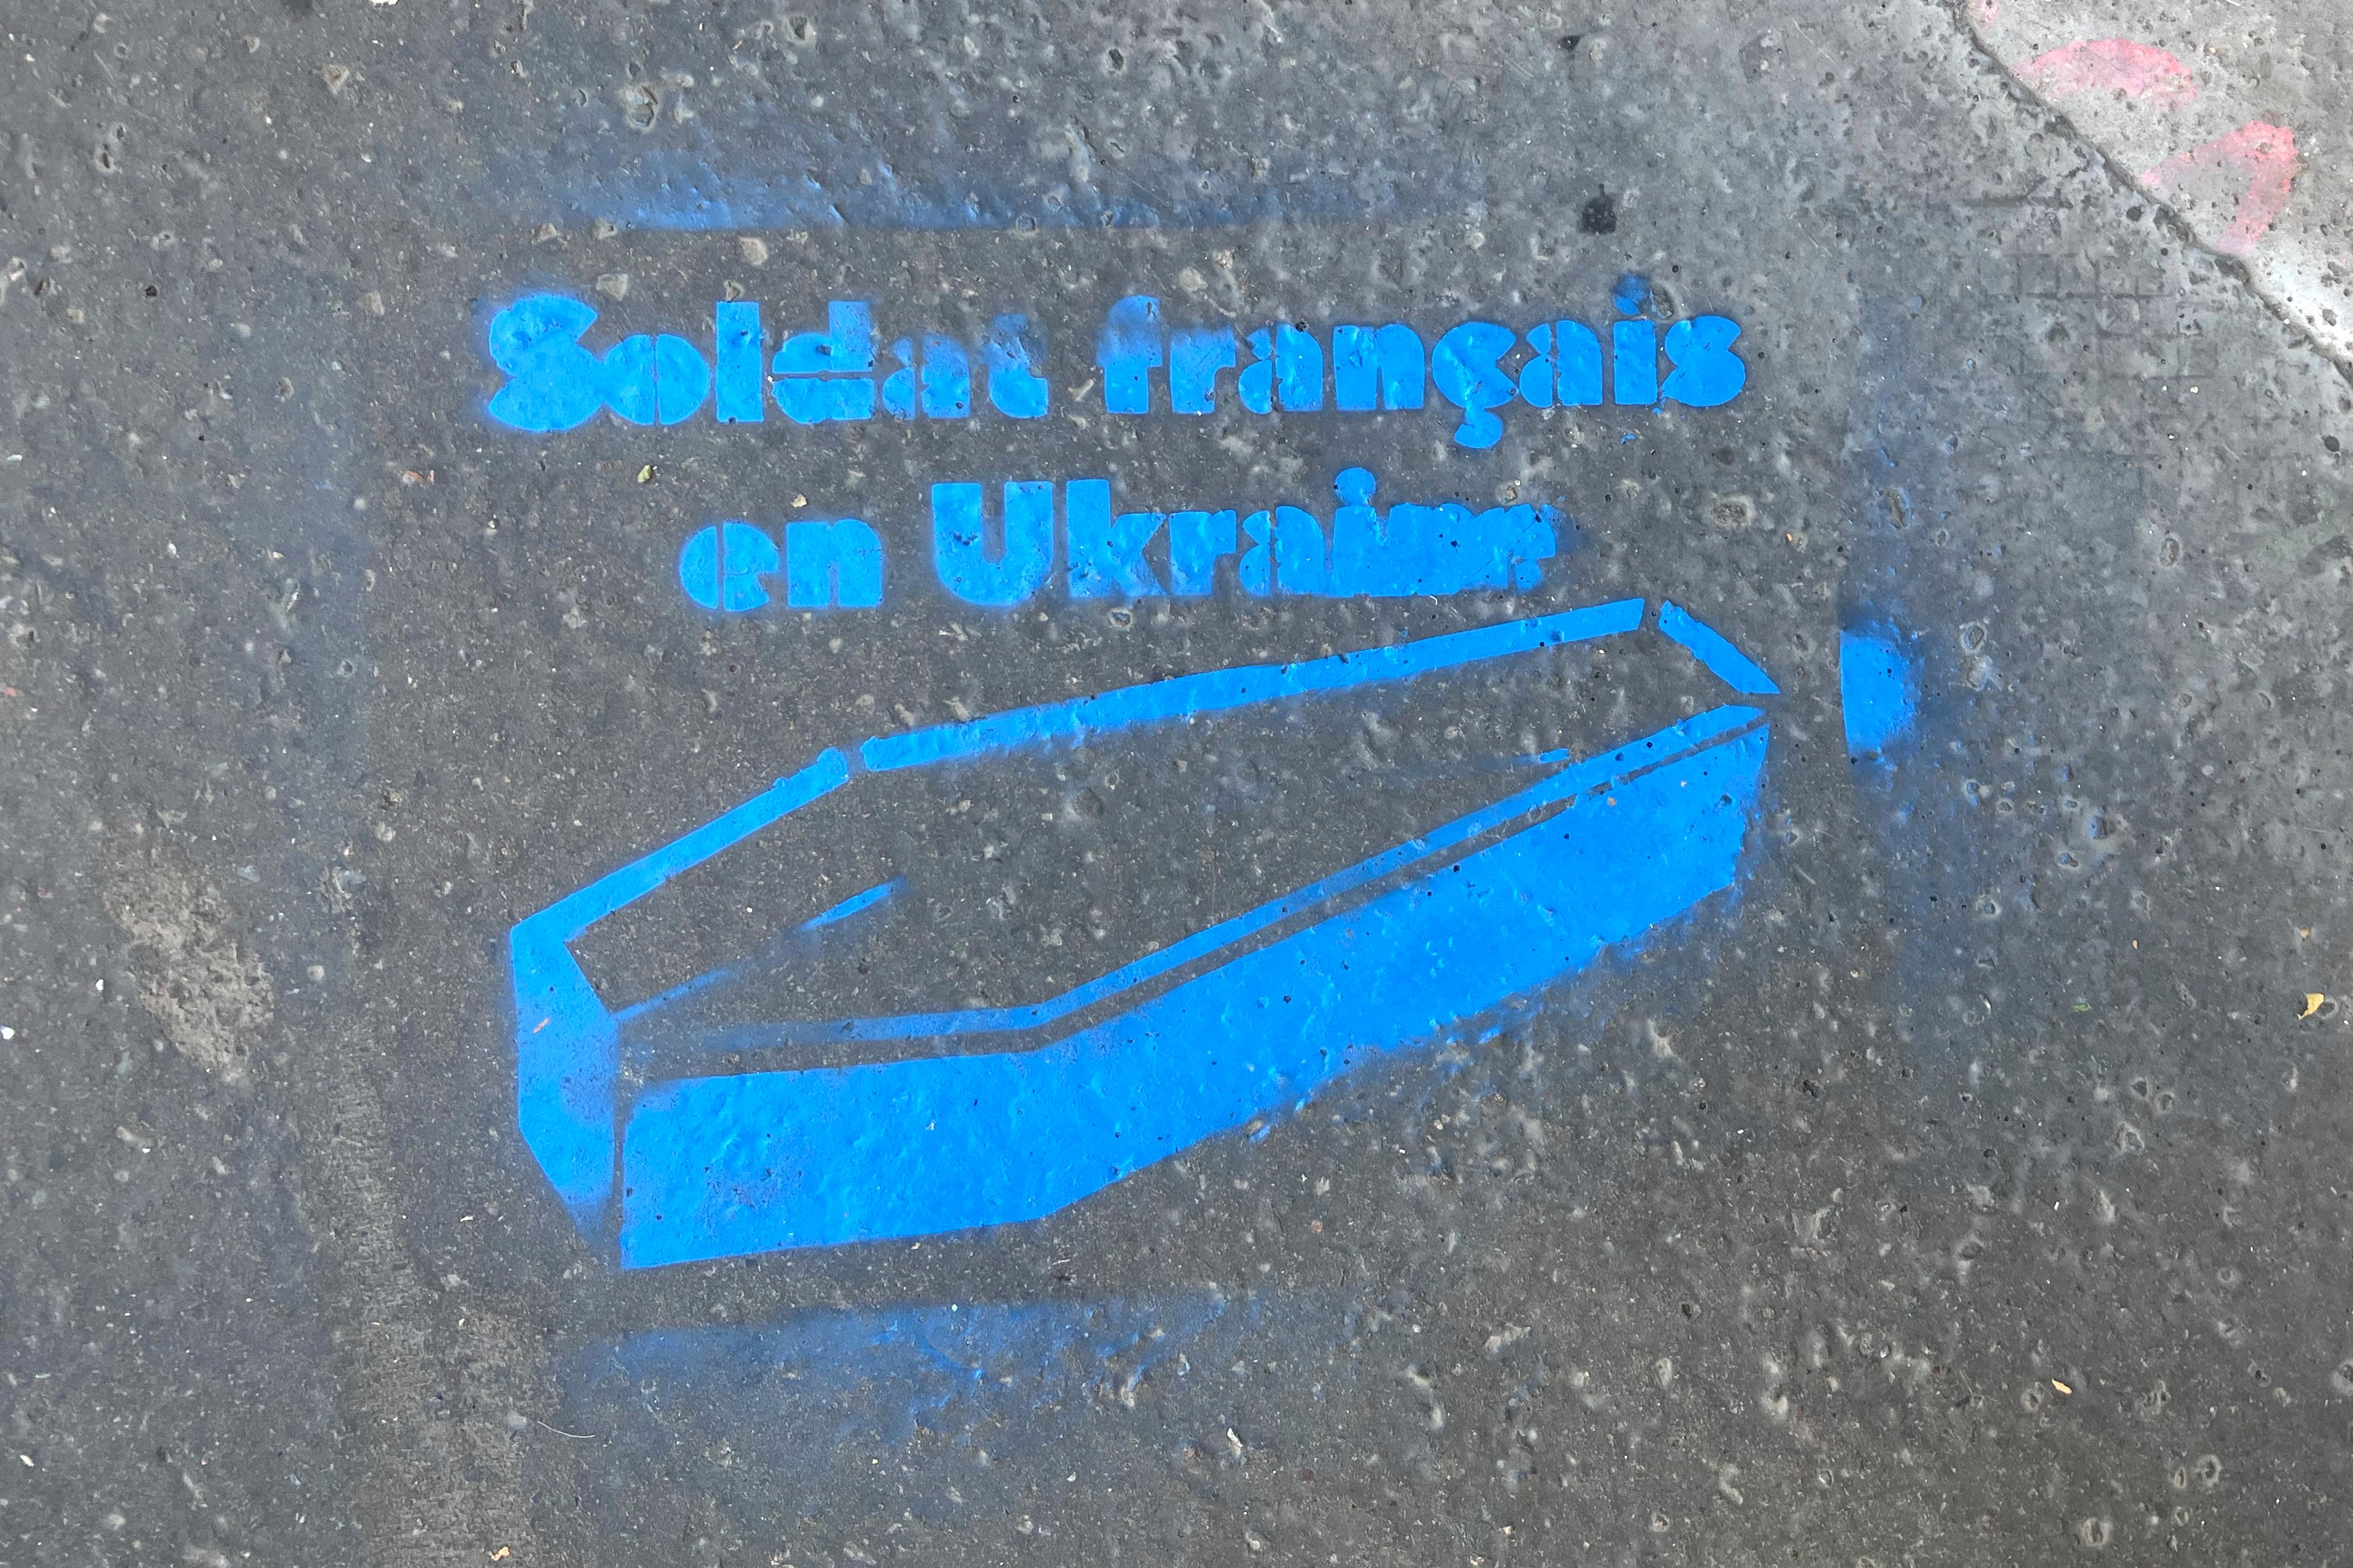 Soldat français
en Ukraine